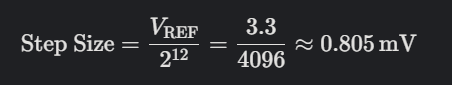 Step Size = V_REF / 2^12 = 3.3 / 4096 ≈ 0.805 mV